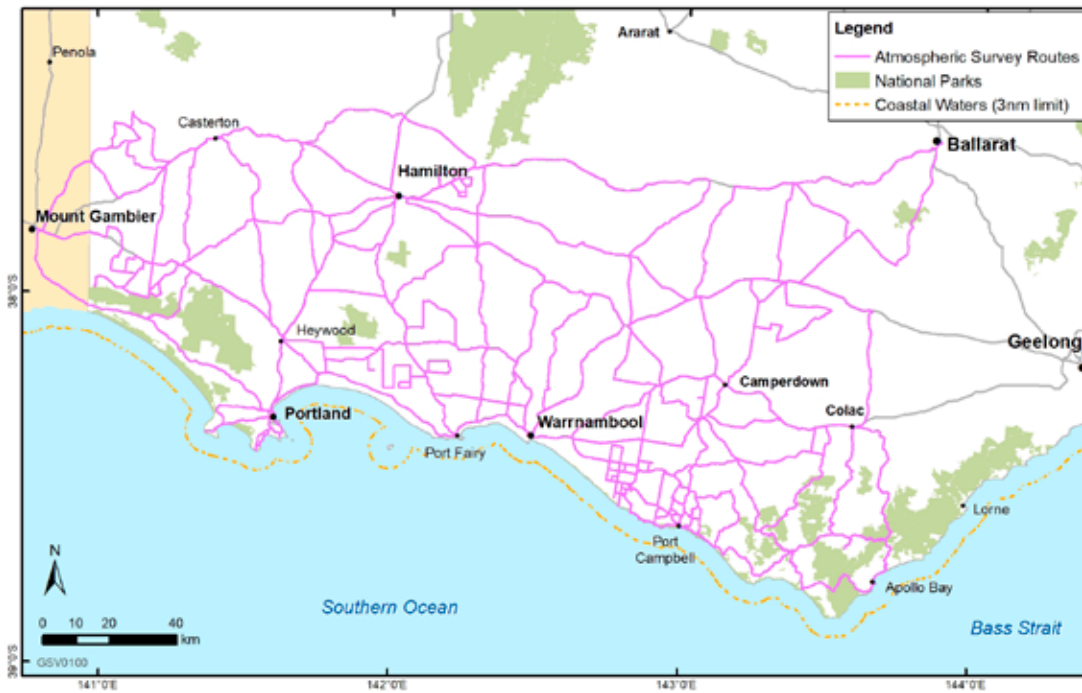 Legend
Atmospheric Survey Routes
National Parks
Coastal Waters (3nm limit)
Penola
Ararat
Casterton
Ballarat
Hamilton
Mount Gambier
38°0'S
Heywood
Geelong
Camperdown
Portland
Colac
Warrnambool
Port Fairy
Lorne
Port
Campbell
Apollo Bay
N
Southern Ocean
Bass Strait
0 10 20 40
km
GSV0100
39°0'S
141°0'E
142°0'E
143°0'E
144°0'E